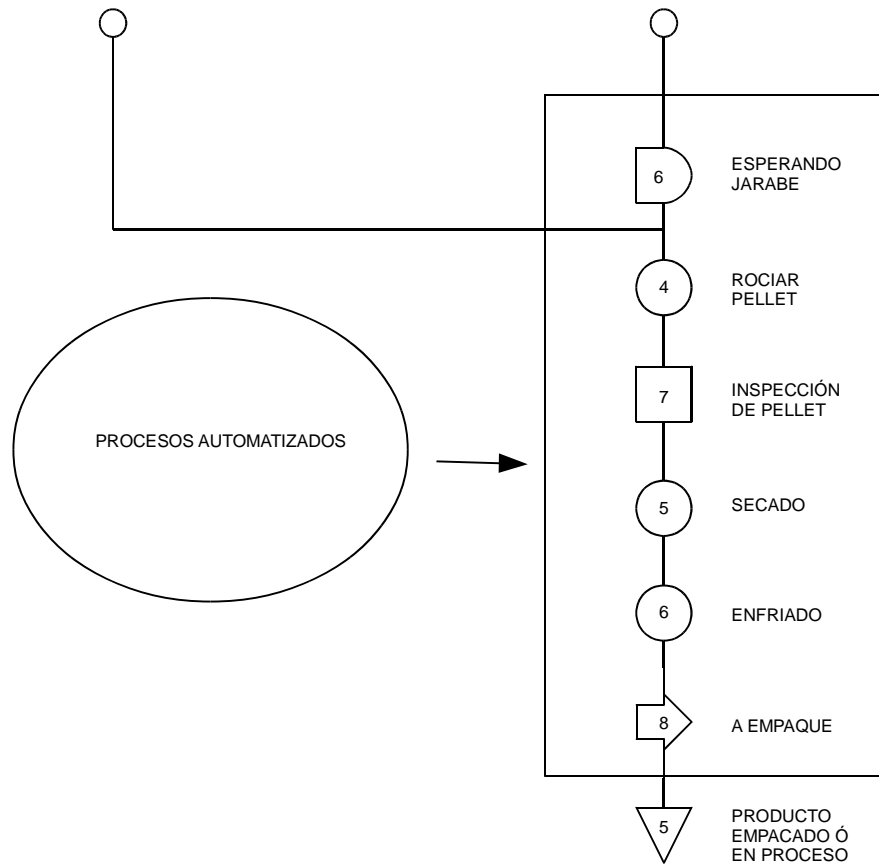 6
ESPERANDO
JARABE
4
ROCIAR
PELLET
7
INSPECCIÓN
DE PELLET
PROCESOS AUTOMATIZADOS
5
SECADO
6
ENFRIADO
8
A EMPAQUE
5
PRODUCTO
EMPACADO Ó
EN PROCESO